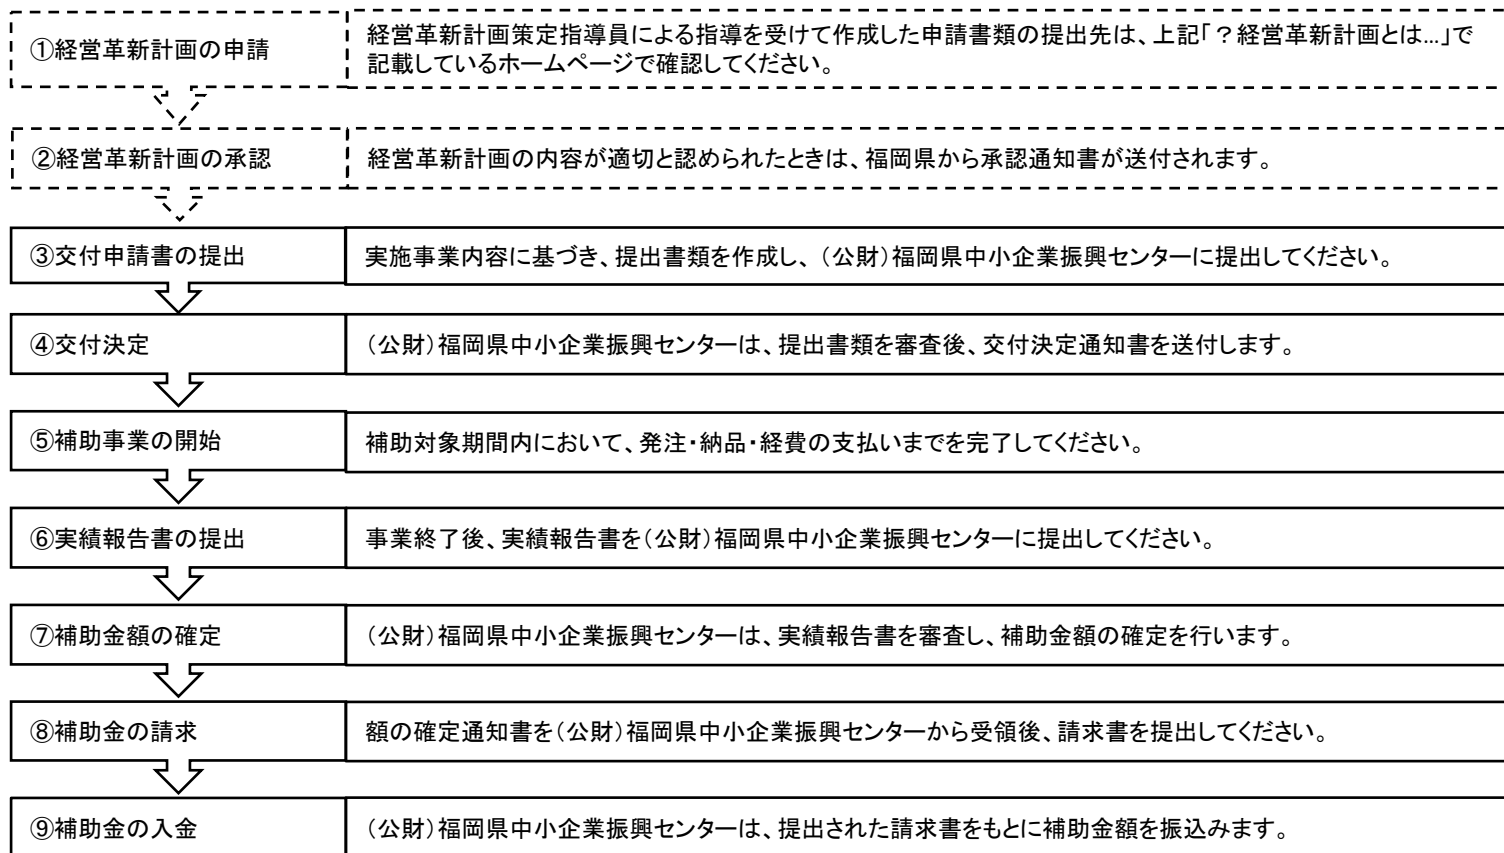 ①経営革新計画の申請
経営革新計画策定指導員による指導を受けて作成した申請書類の提出先は、上記「?経営革新計画とは...」で
記載しているホームページで確認してください。
②経営革新計画の承認
経営革新計画の内容が適切と認められたときは、福岡県から承認通知書が送付されます。
③交付申請書の提出
実施事業内容に基づき、提出書類を作成し、（公財）福岡県中小企業振興センターに提出してください。
④交付決定
（公財）福岡県中小企業振興センターは、提出書類を審査後、交付決定通知書を送付します。
⑤補助事業の開始
補助対象期間内において、発注・納品・経費の支払いまでを完了してください。
⑥実績報告書の提出
事業終了後、実績報告書を（公財）福岡県中小企業振興センターに提出してください。
⑦補助金額の確定
（公財）福岡県中小企業振興センターは、実績報告書を審査し、補助金額の確定を行います。
⑧補助金の請求
額の確定通知書を（公財）福岡県中小企業振興センターから受領後、請求書を提出してください。
⑨補助金の入金
（公財）福岡県中小企業振興センターは、提出された請求書をもとに補助金額を振込みます。